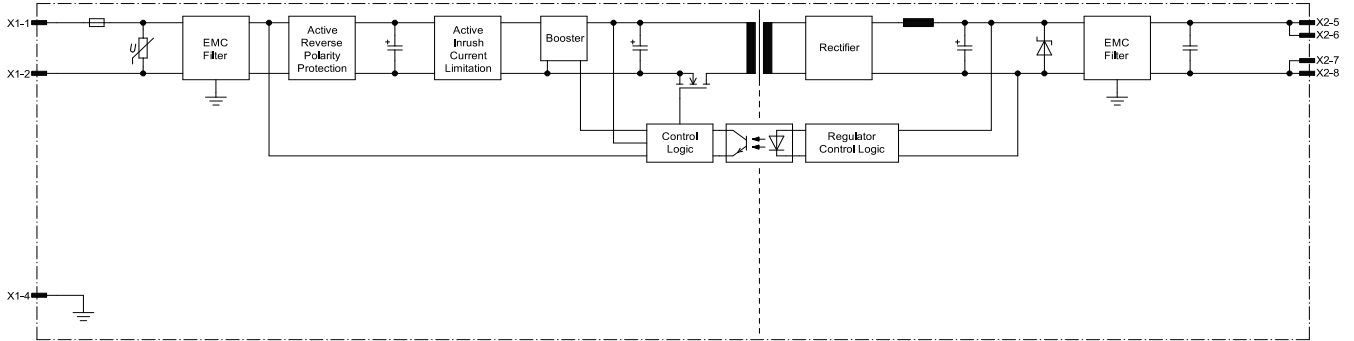 X1-1
X1-2
X1-4
U
EMC
Filter
Active
Reverse
Polarity
Protection
+
Active
Inrush
Current
Limitation
Booster
+
Rectifier
+
EMC
Filter
X2-5
X2-6
X2-7
X2-8
Control
Logic
Regulator
Control Logic